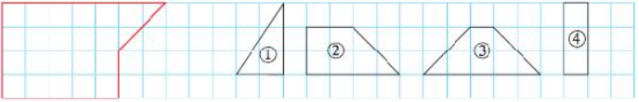 ① ② ③ ④